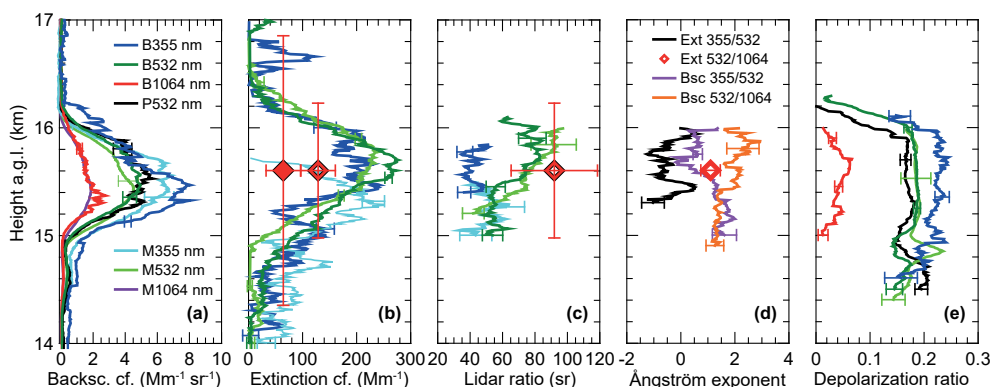 17
16
15
14
Height a.g.l. (km)
B355 nm
B532 nm
B1064 nm
P532 nm
M355 nm
M532 nm
M1064 nm
(a)
0 2 4 6 8 10
Backsc. cf. (Mm⁻¹ sr⁻¹)
(b)
0 100 200 300
Extinction cf. (Mm⁻¹)
(c)
40 60 80 100 120
Lidar ratio (sr)
Ext 355/532
Ext 532/1064
Bsc 355/532
Bsc 532/1064
(d)
-2 0 2 4
Ångström exponent
(e)
0 0.1 0.2 0.3
Depolarization ratio